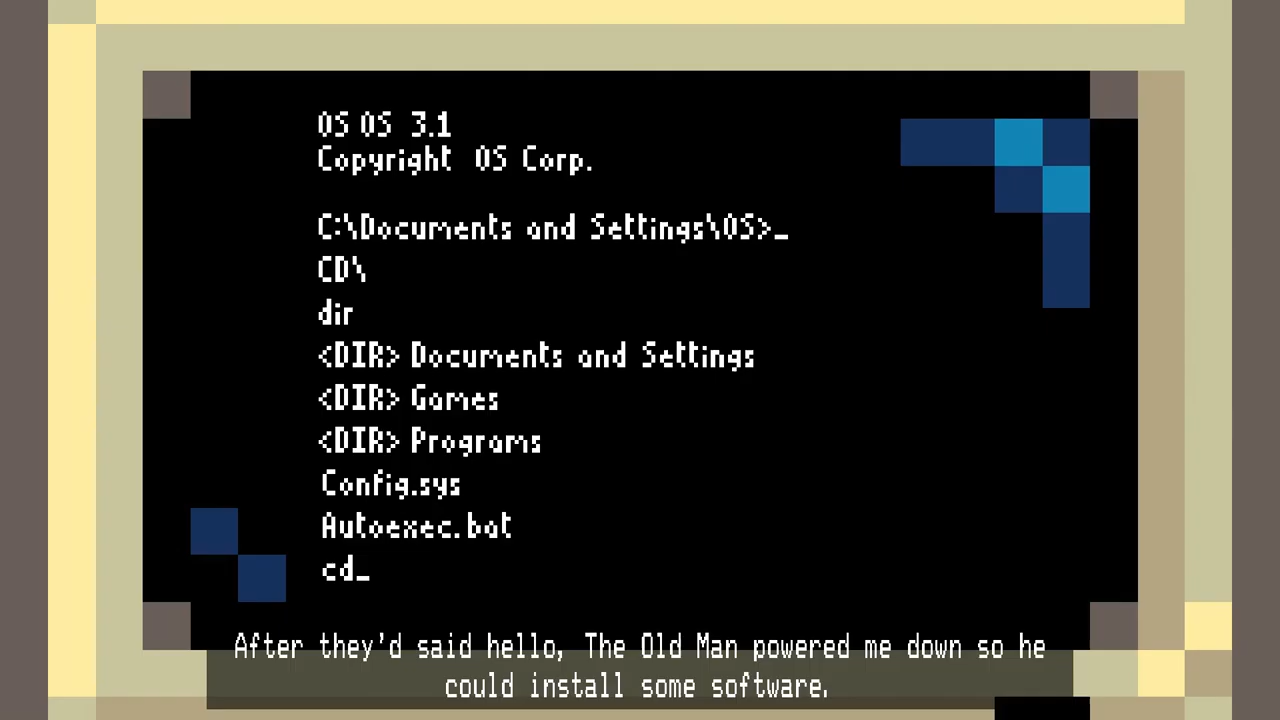 OS OS 3.1
Copyright OS Corp.
C:\Documents and Settings\OS>_
CD\
dir
<DIR> Documents and Settings
<DIR> Games
<DIR> Programs
Config.sys
Autoexec.bat
cd_
After they'd said hello, The Old Man powered me down so he
could install some software.